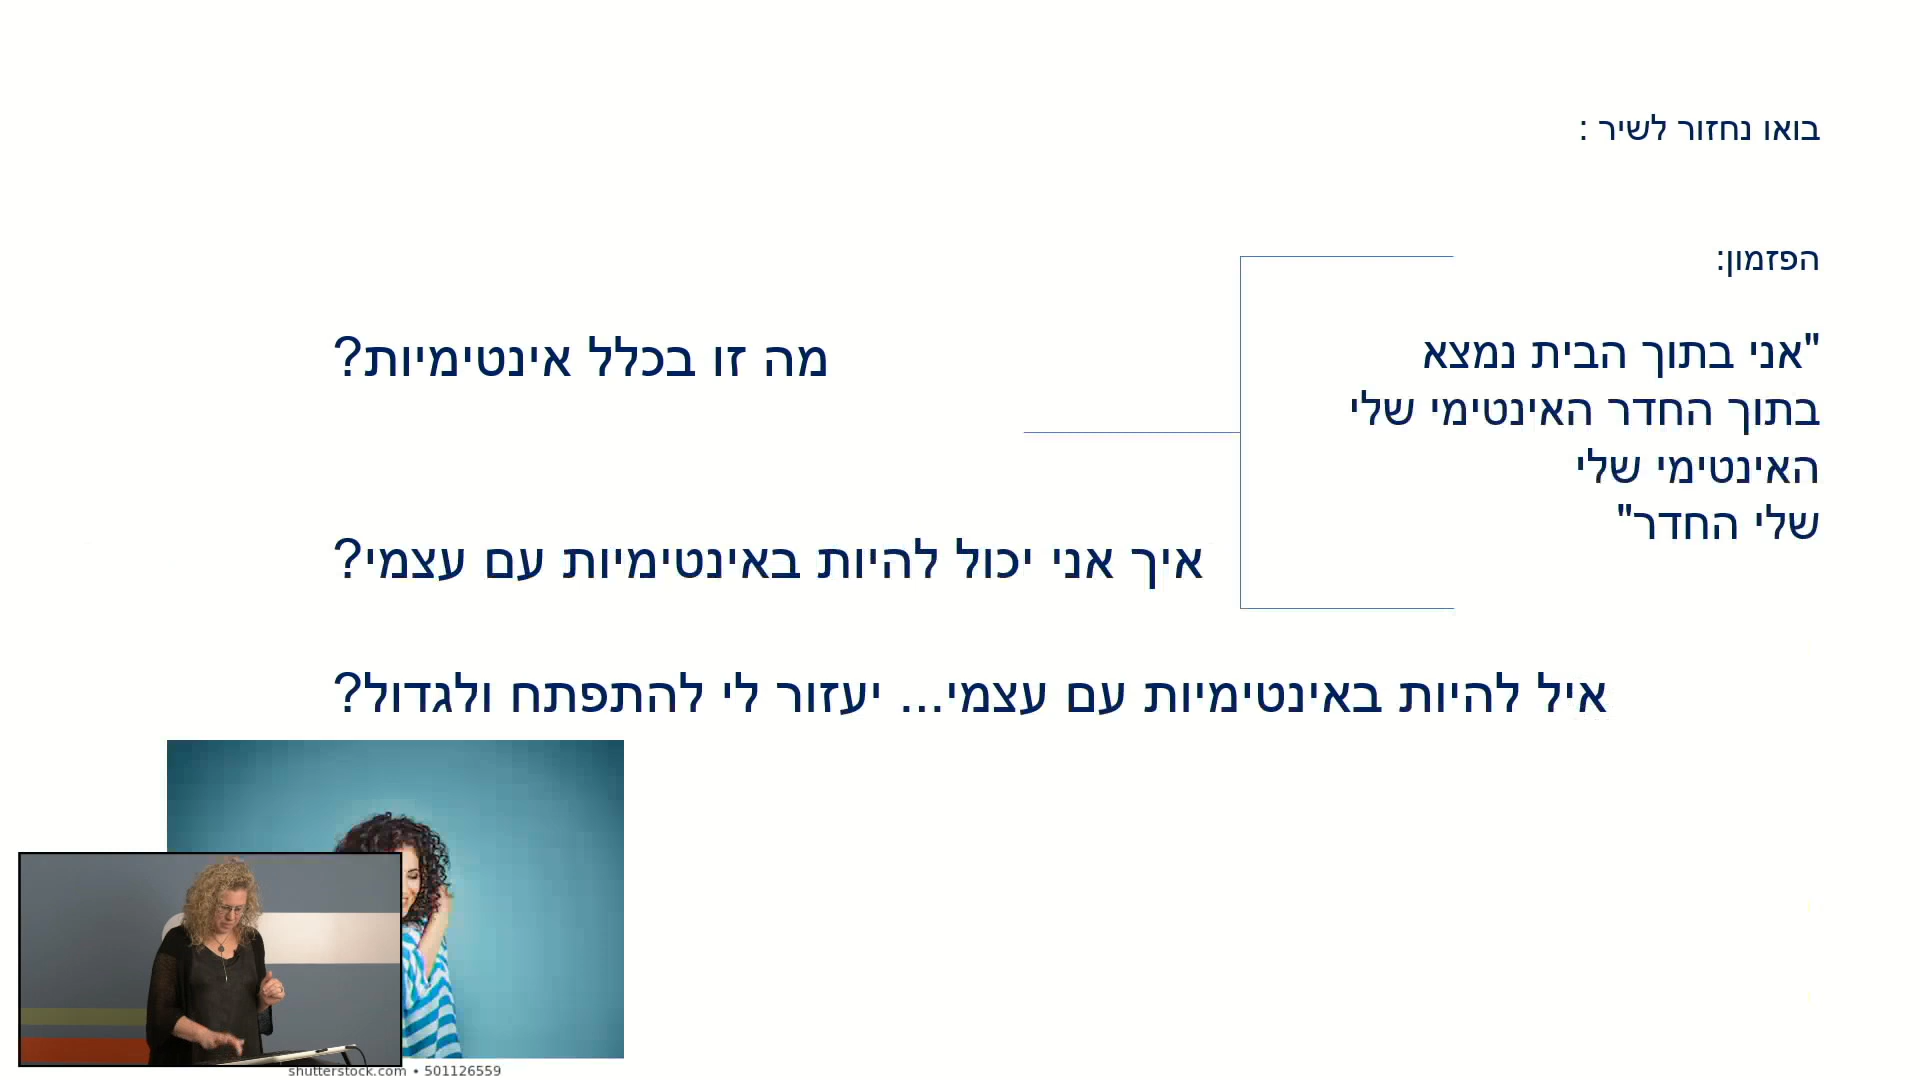 בואו נחזור לשיר :
הפזמון:
"אני בתוך הבית נמצא
בתוך החדר האינטימי שלי
האינטימי שלי
שלי החדר"
מה זו בכלל אינטימיות?
איך אני יכול להיות באינטימיות עם עצמי?
איל להיות באינטימיות עם עצמי... יעזור לי להתפתח ולגדול?
shutterstock.com • 501126559